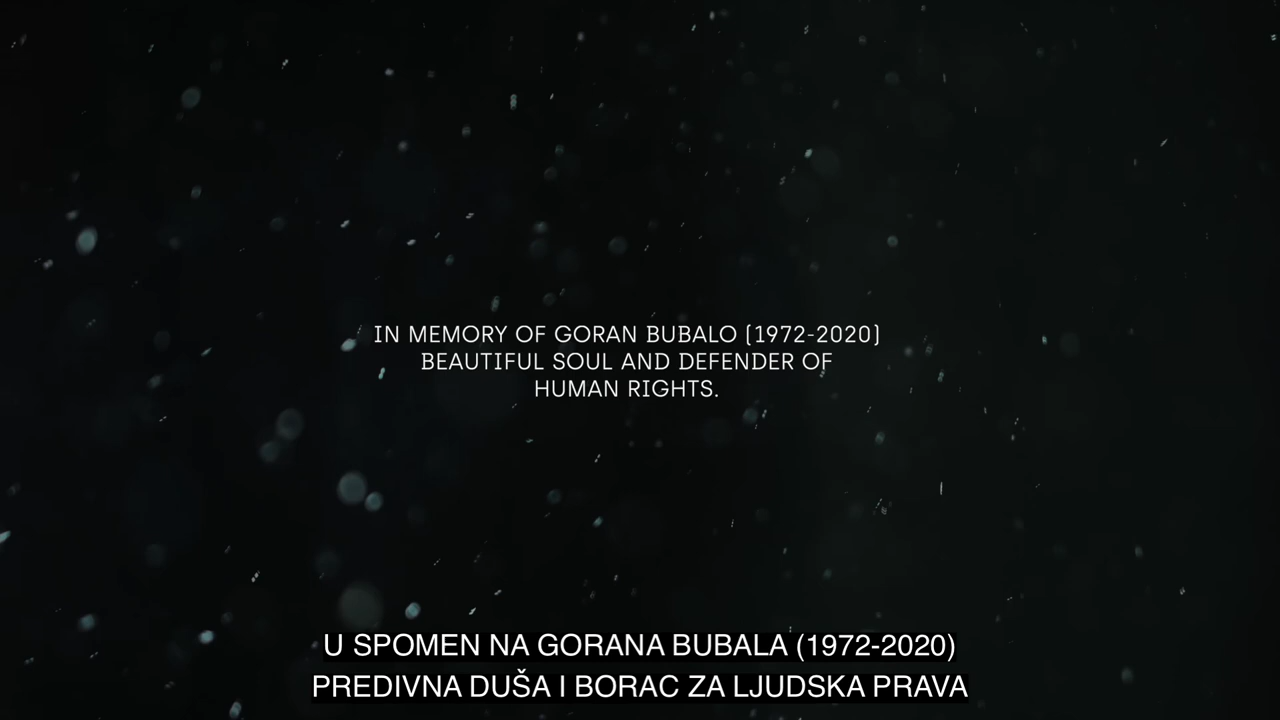 IN MEMORY OF GORAN BUBALO (1972-2020)
BEAUTIFUL SOUL AND DEFENDER OF
HUMAN RIGHTS.
U SPOMEN NA GORANA BUBALA (1972-2020)
PREDIVNA DUŠA I BORAC ZA LJUDSKA PRAVA